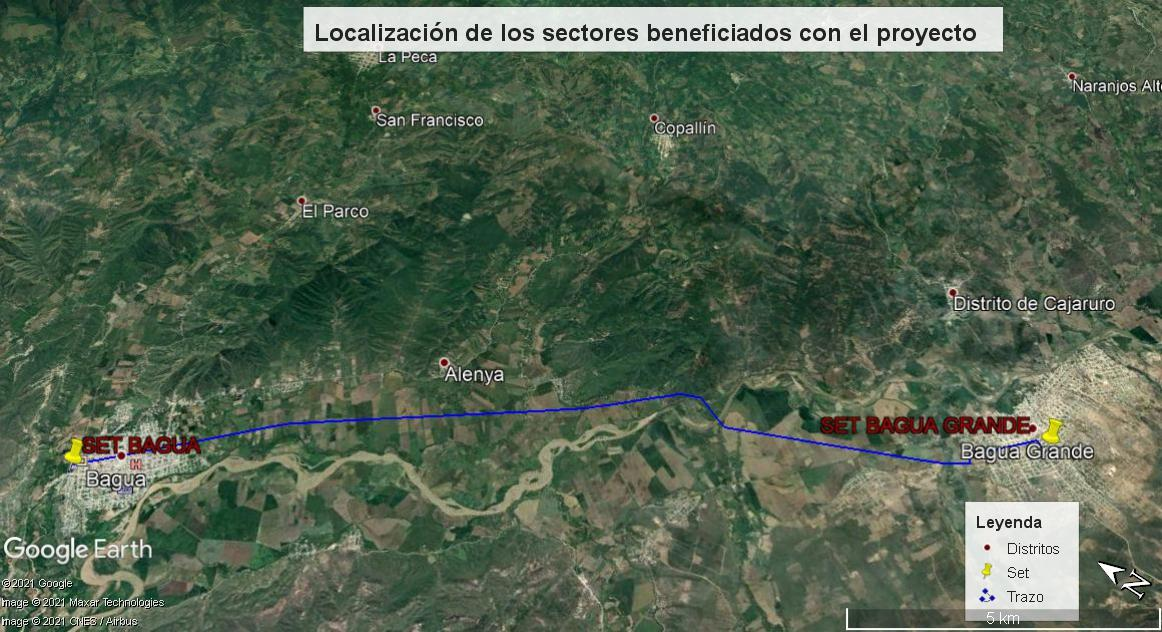 Localización de los sectores beneficiados con el proyecto
La Peca
Naranjos Alto
San Francisco
Copallín
El Parco
Distrito de Cajaruro
Alenya
SET BAGUA GRANDE
SET BAGUA
Bagua Grande
Bagua
Leyenda
Distritos
Set
Trazo
Google Earth
©2021 Google
Image © 2021 Maxar Technologies
Image © 2021 CNES / Airbus
N
5 km